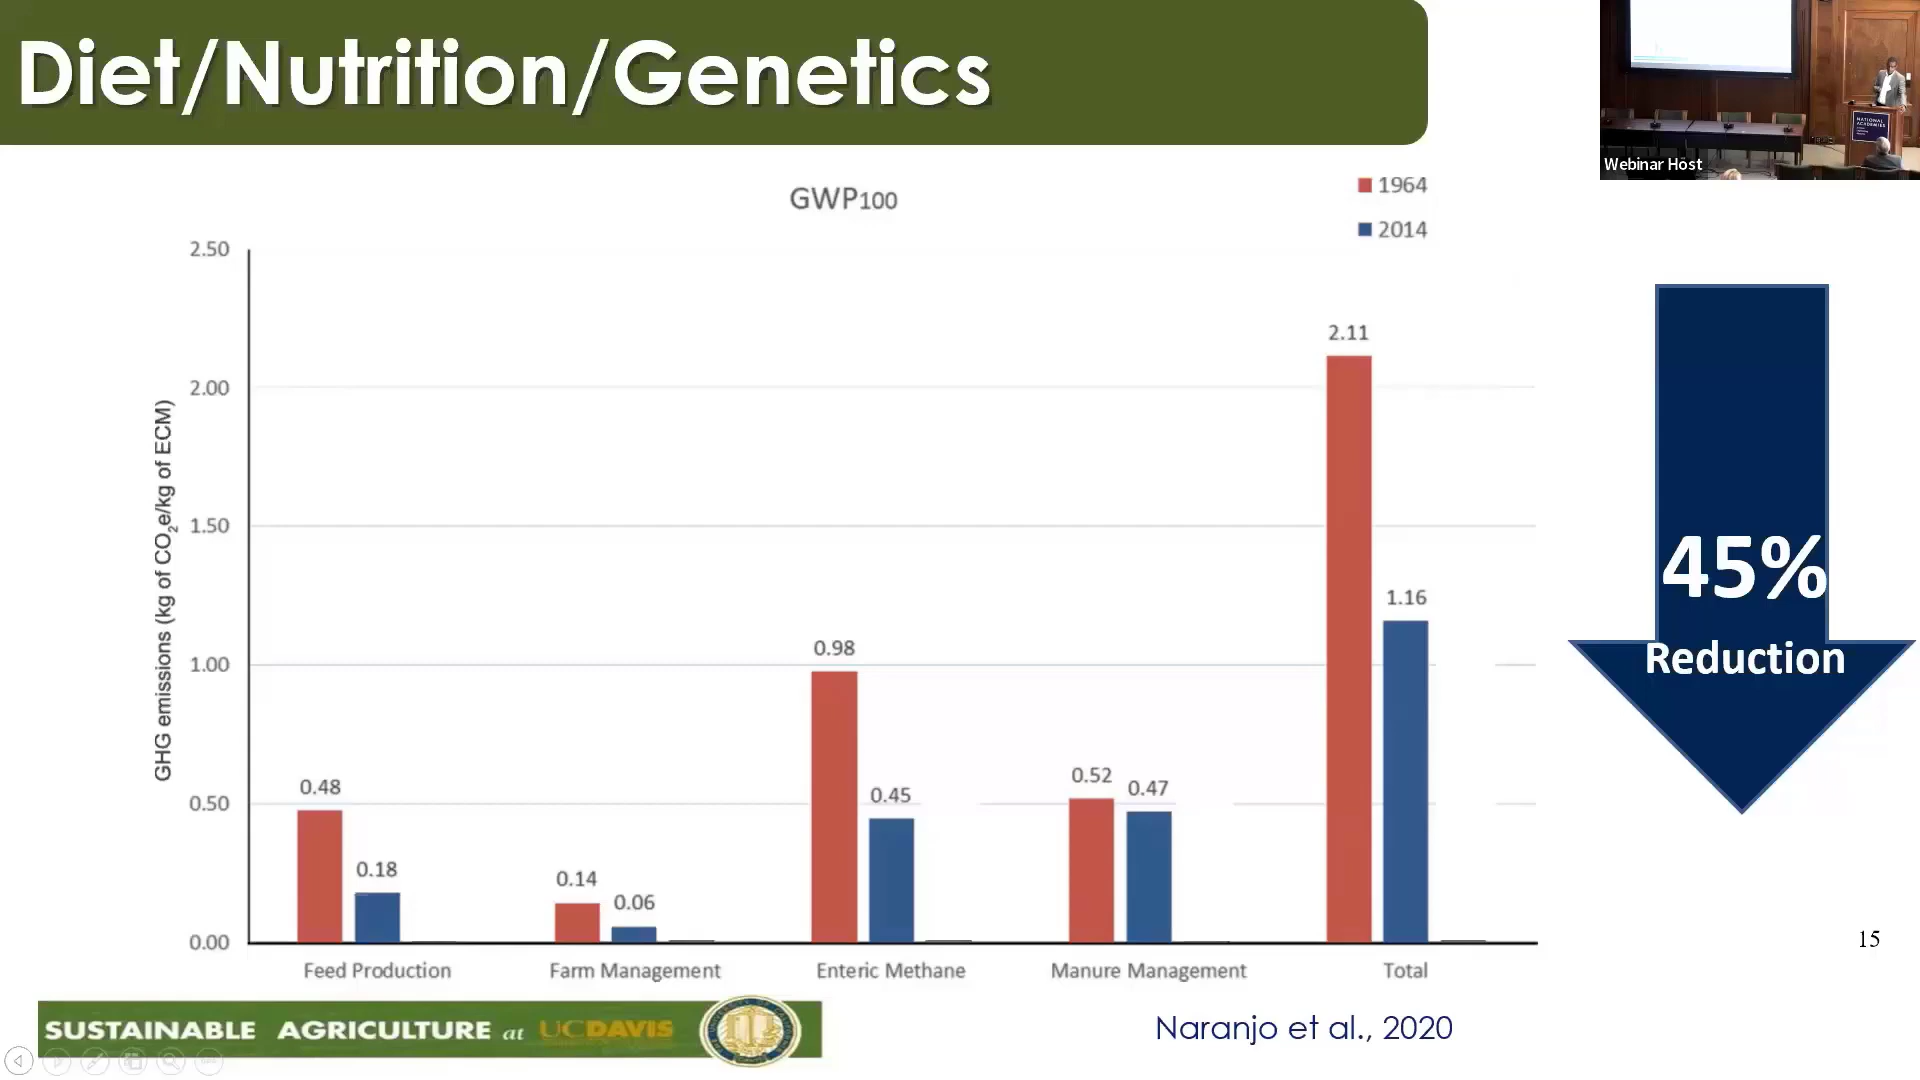 Diet/Nutrition/Genetics
NATIONAL
ACADEMIES
Webinar Host
GWP100
1964
2014
GHG emissions (kg of CO2e/kg of ECM)
2.50
2.00
1.50
1.00
0.50
0.00
0.48
0.18
0.14
0.06
0.98
0.45
0.52
0.47
2.11
1.16
Feed Production
Farm Management
Enteric Methane
Manure Management
Total
45%
Reduction
15
SUSTAINABLE AGRICULTURE at UCDAVIS
Naranjo et al., 2020